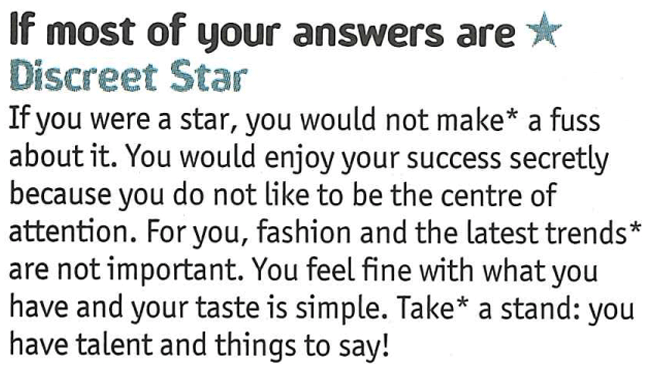 If most of your answers are ★
Discreet Star
If you were a star, you would not make* a fuss
about it. You would enjoy your success secretly
because you do not like to be the centre of
attention. For you, fashion and the latest trends*
are not important. You feel fine with what you
have and your taste is simple. Take* a stand: you
have talent and things to say!